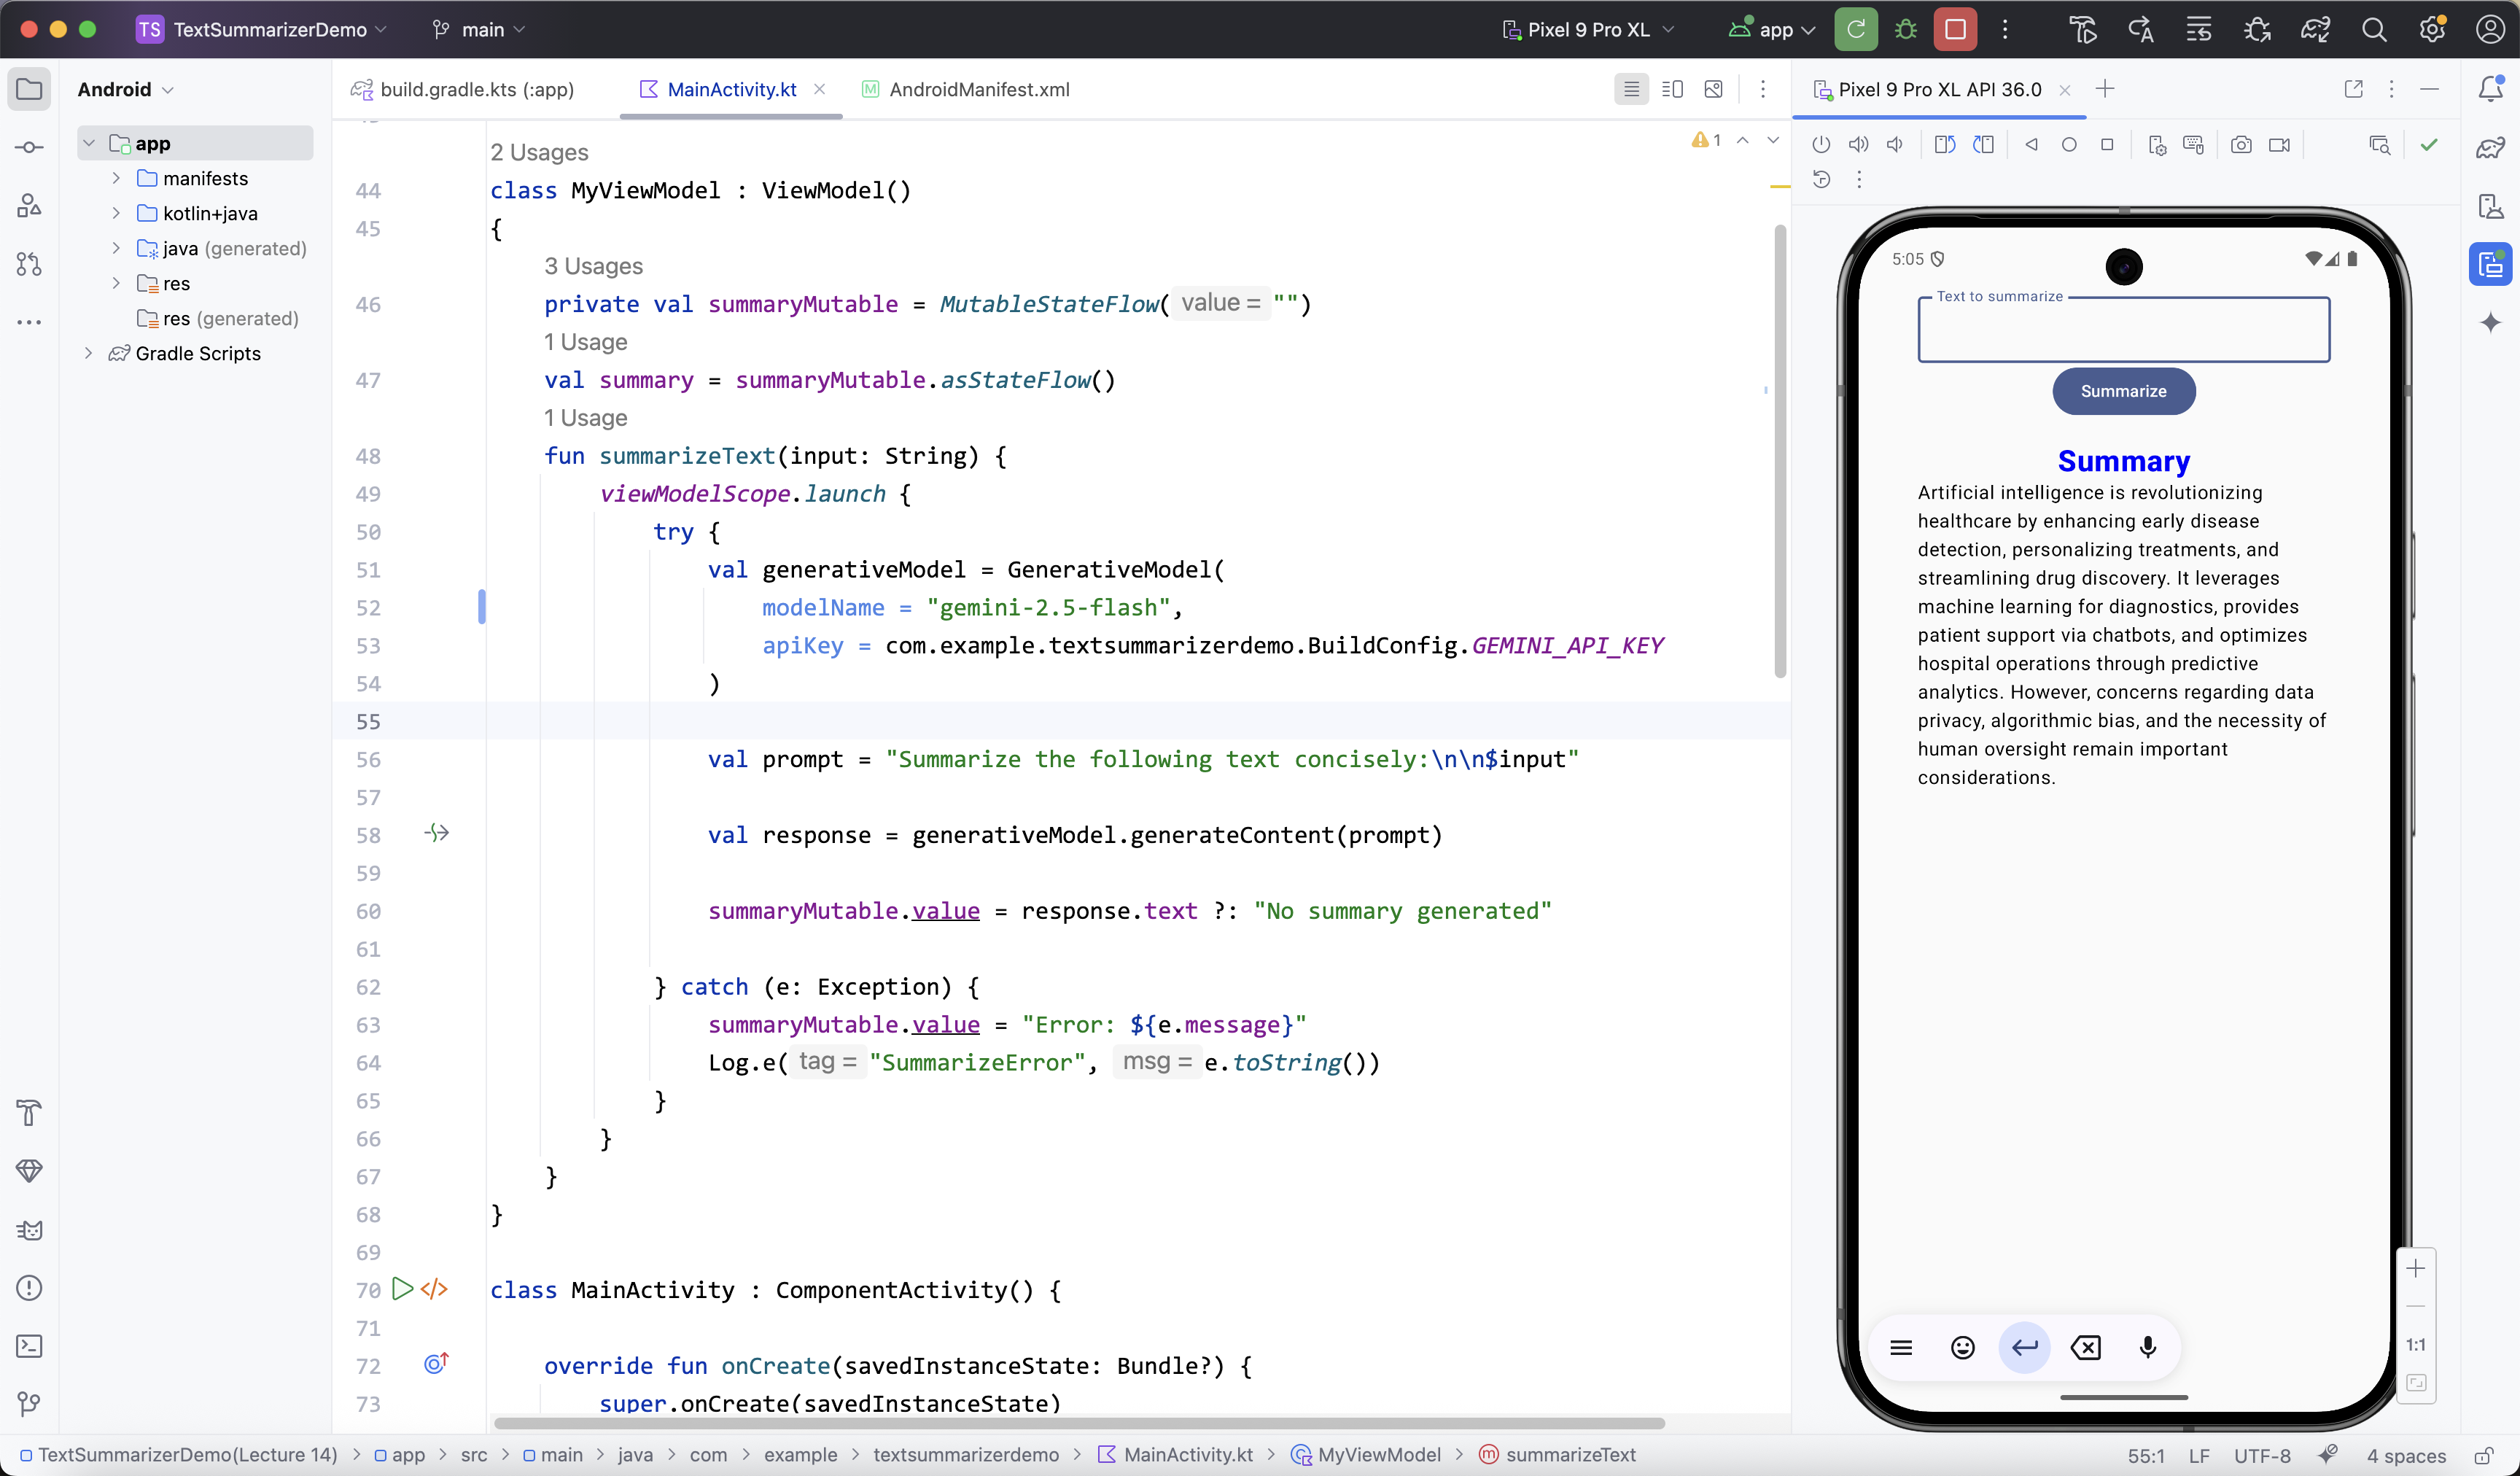 TS TextSummarizerDemo main Pixel 9 Pro XL app
Android
app
manifests
kotlin+java
java (generated)
res
res (generated)
Gradle Scripts
build.gradle.kts (:app) MainActivity.kt AndroidManifest.xml
1
2 Usages
44 class MyViewModel : ViewModel()
45 {
3 Usages
46 private val summaryMutable = MutableStateFlow( value = "")
1 Usage
47 val summary = summaryMutable.asStateFlow()
1 Usage
48 fun summarizeText(input: String) {
49 viewModelScope.launch {
50 try {
51 val generativeModel = GenerativeModel(
52 modelName = "gemini-2.5-flash",
53 apiKey = com.example.textsummarizerdemo.BuildConfig.GEMINI_API_KEY
54 )
55
56 val prompt = "Summarize the following text concisely:\n\n$input"
57
58 val response = generativeModel.generateContent(prompt)
59
60 summaryMutable.value = response.text ?: "No summary generated"
61
62 } catch (e: Exception) {
63 summaryMutable.value = "Error: ${e.message}"
64 Log.e( tag = "SummarizeError", msg = e.toString())
65 }
66 }
67 }
68 }
69
70 class MainActivity : ComponentActivity() {
71
72 override fun onCreate(savedInstanceState: Bundle?) {
73 super.onCreate(savedInstanceState)
Pixel 9 Pro XL API 36.0
5:05
Text to summarize
Summarize
Summary
Artificial intelligence is revolutionizing
healthcare by enhancing early disease
detection, personalizing treatments, and
streamlining drug discovery. It leverages
machine learning for diagnostics, provides
patient support via chatbots, and optimizes
hospital operations through predictive
analytics. However, concerns regarding data
privacy, algorithmic bias, and the necessity of
human oversight remain important
considerations.
1:1
TextSummarizerDemo(Lecture 14) > app > src > main > java > com > example > textsummarizerdemo > MainActivity.kt > MyViewModel > summarizeText
55:1 LF UTF-8 4 spaces